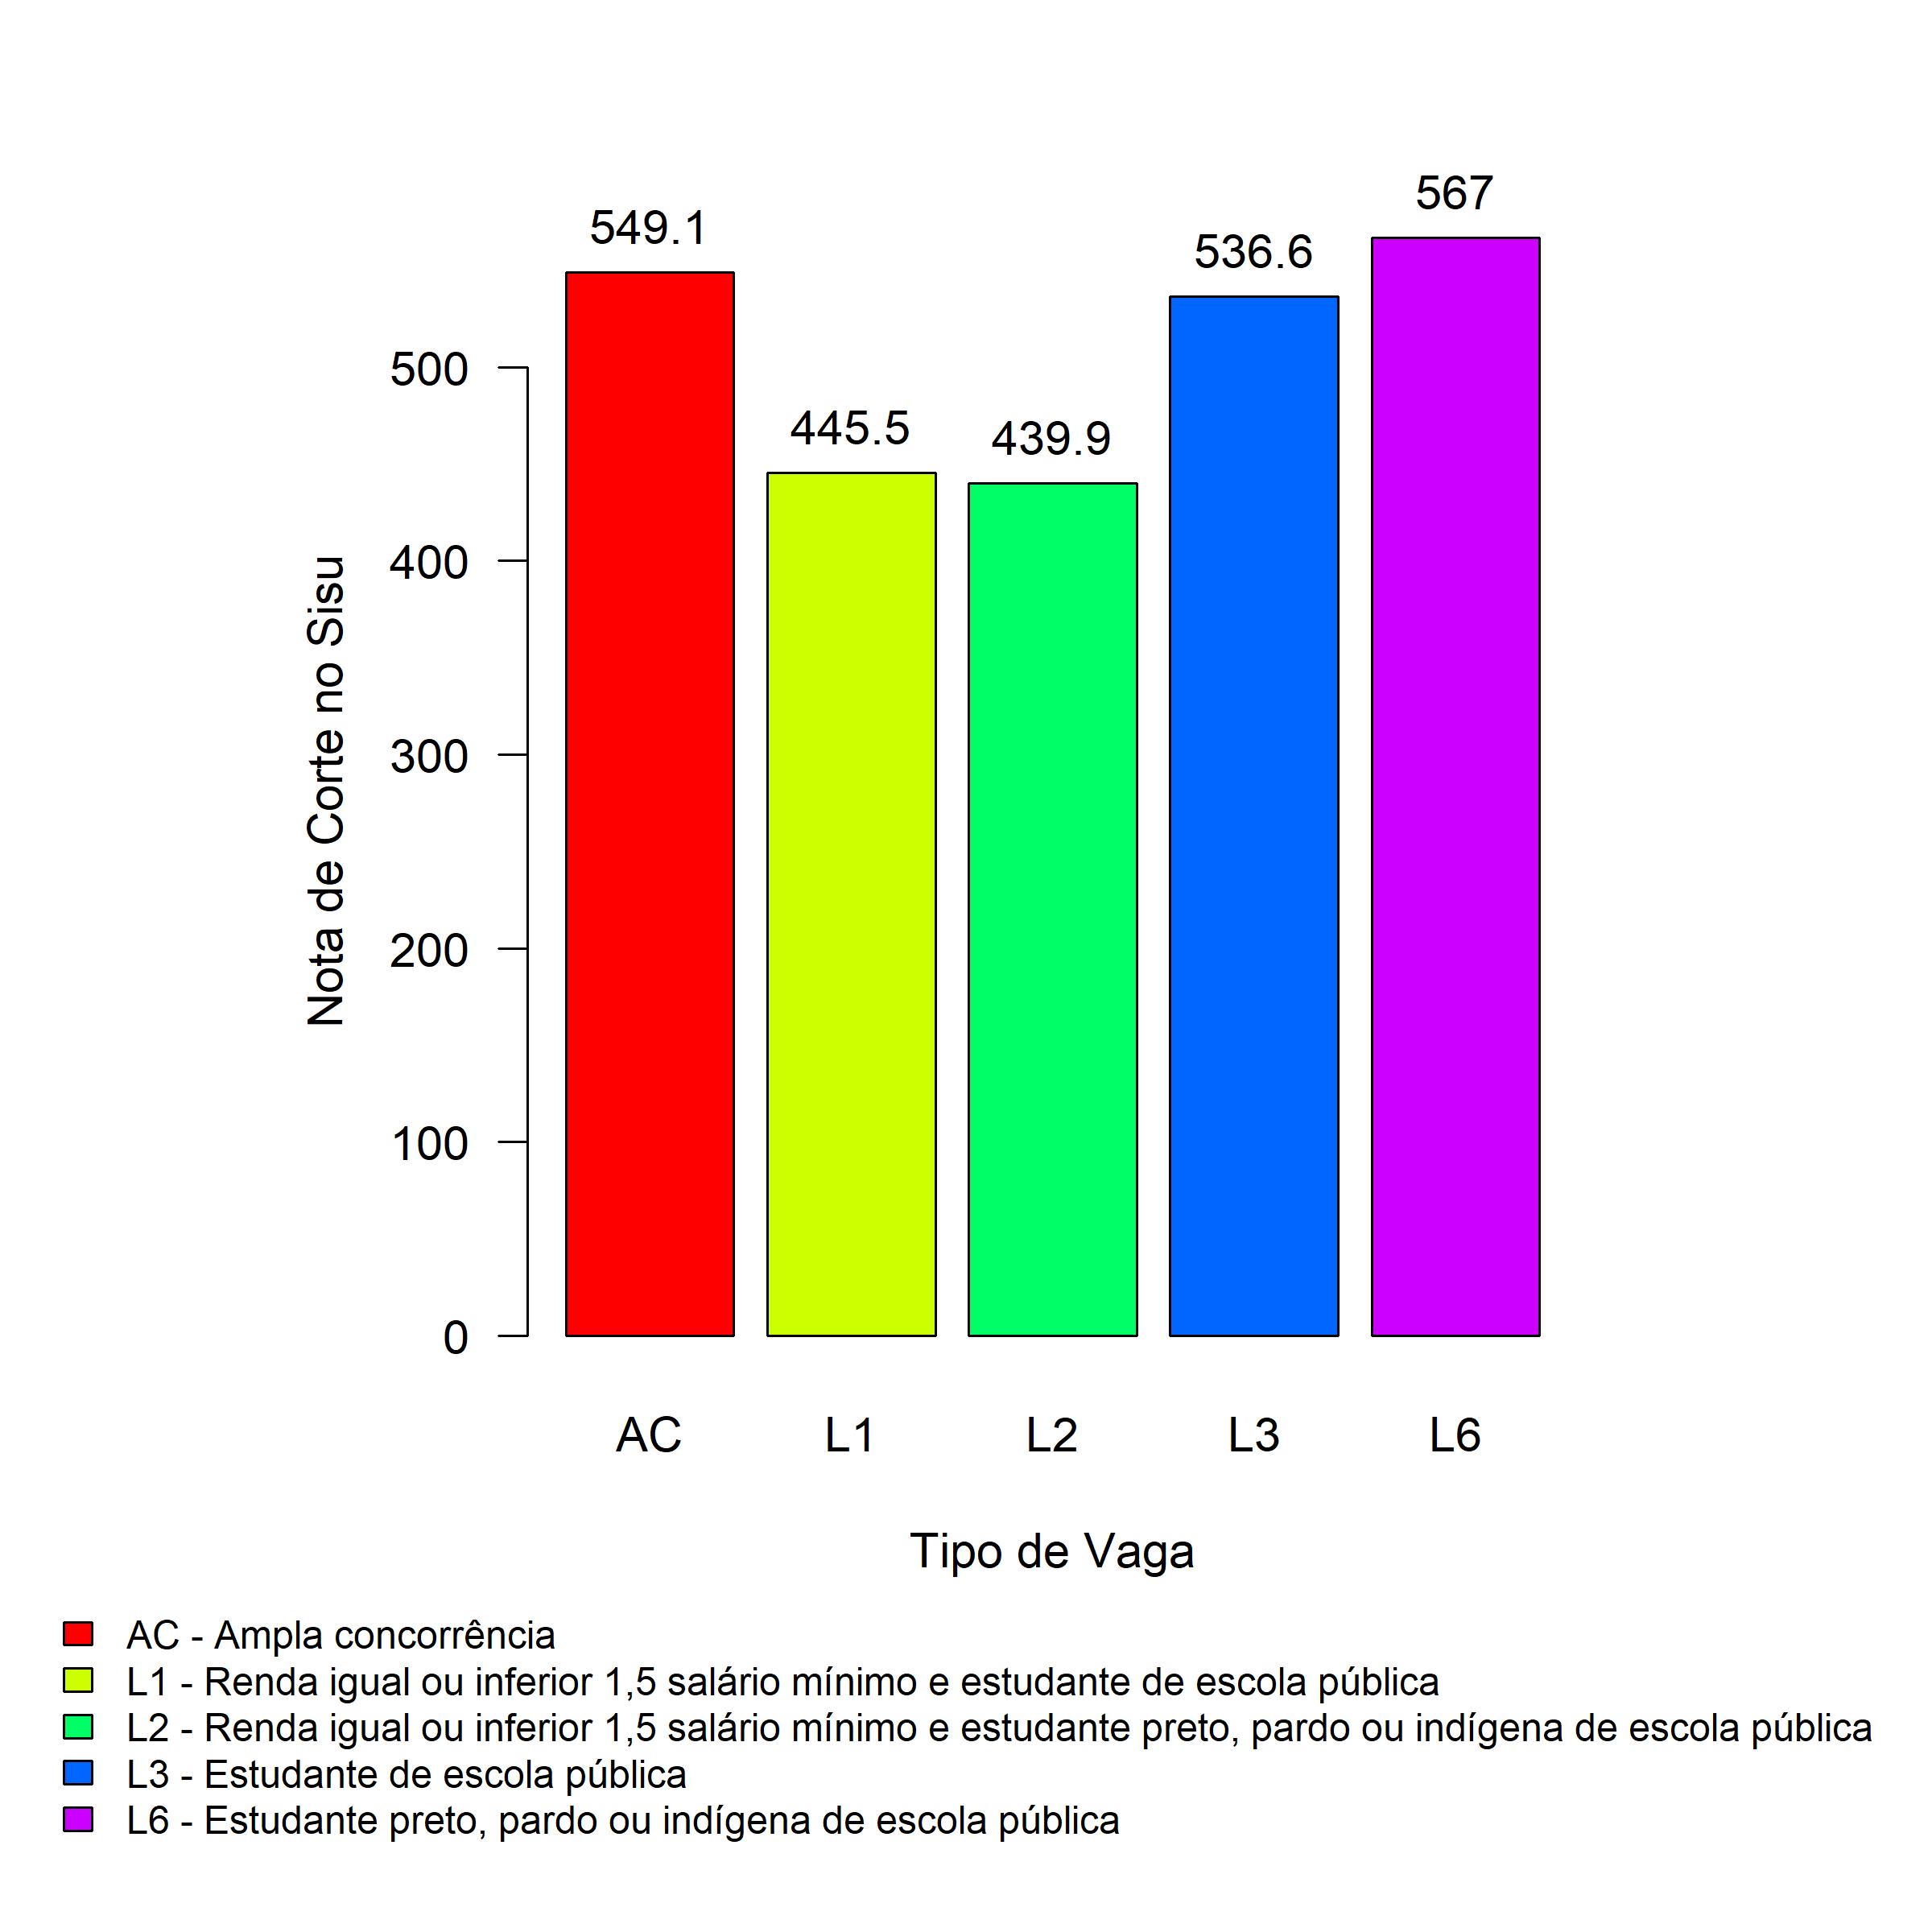 567
549.1
536.6
445.5
439.9
500
400
300
200
100
0
Nota de Corte no Sisu
AC L1 L2 L3 L6
Tipo de Vaga
AC - Ampla concorrência
L1 - Renda igual ou inferior 1,5 salário mínimo e estudante de escola pública
L2 - Renda igual ou inferior 1,5 salário mínimo e estudante preto, pardo ou indígena de escola pública
L3 - Estudante de escola pública
L6 - Estudante preto, pardo ou indígena de escola pública